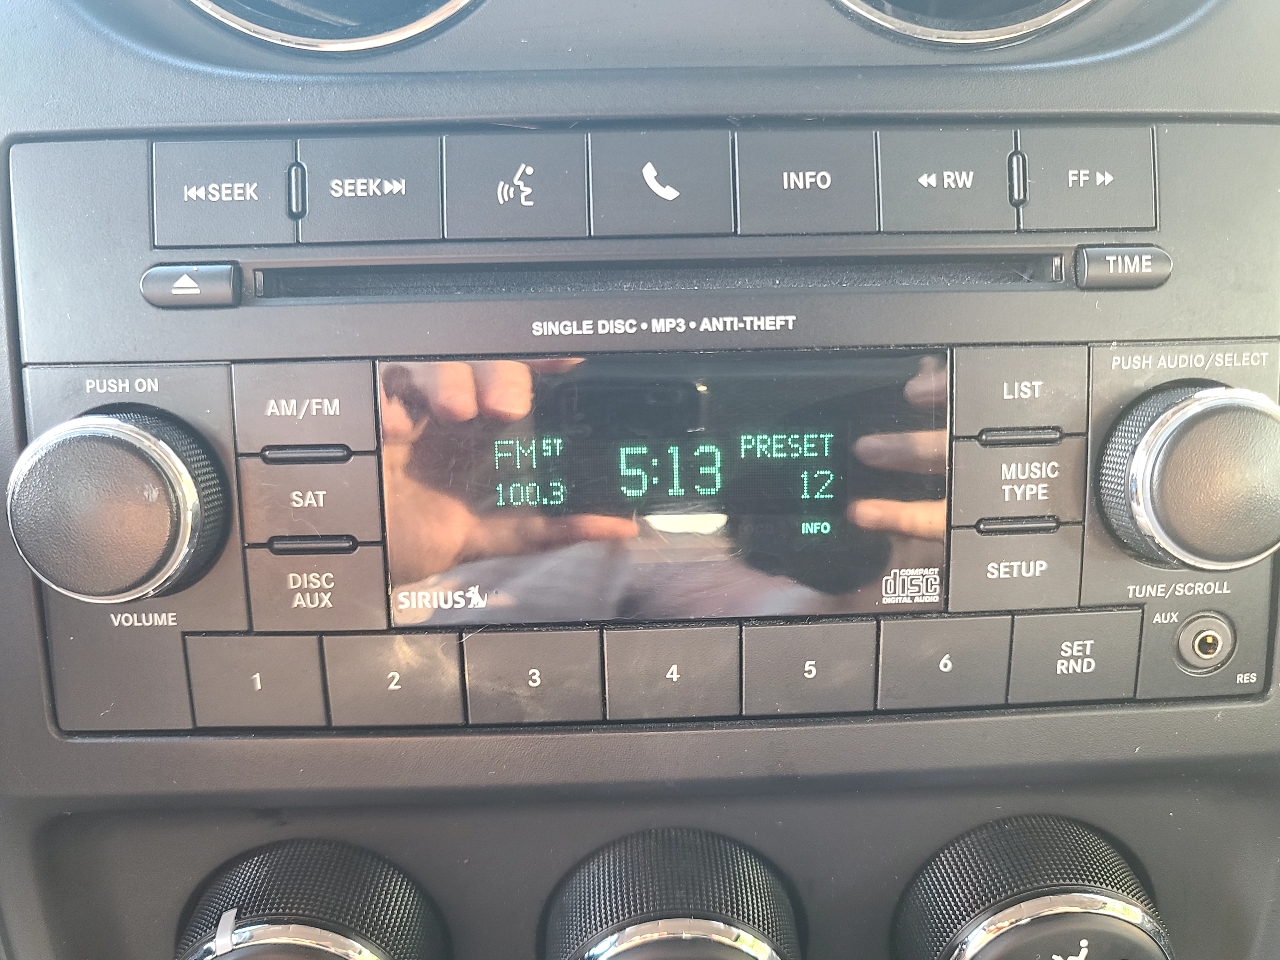 SEEK
SEEK
INFO
RW
FF
TIME
SINGLE DISC • MP3 • ANTI-THEFT
PUSH ON
VOLUME
AM/FM
SAT
DISC
AUX
FM ST
100.3
5:13
PRESET
12
INFO
SIRIUS
COMPACT
disc
DIGITAL AUDIO
LIST
MUSIC
TYPE
SETUP
PUSH AUDIO/SELECT
TUNE/SCROLL
AUX
RES
1
2
3
4
5
6
SET
RND